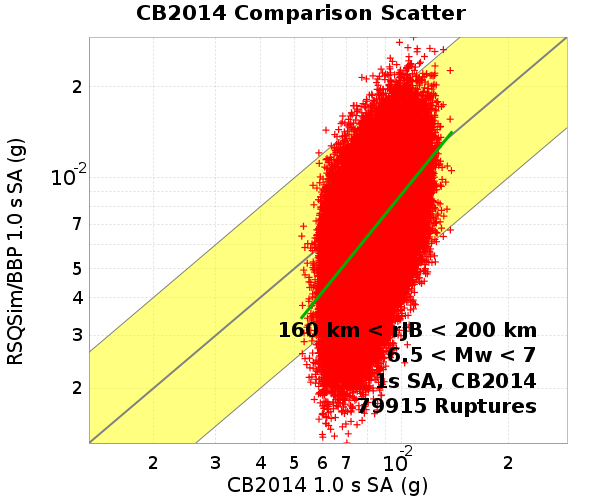 CB2014 Comparison Scatter
RSQSim/BBP 1.0 s SA (g)
2
10-2
7
5
4
3
2
160 km < rJB < 200 km
6.5 < Mw < 7
1s SA, CB2014
79915 Ruptures
2 3 4 5 6 7 10-2 2
CB2014 1.0 s SA (g)